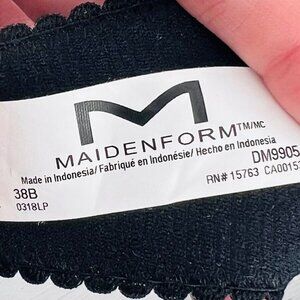 M
MAIDENFORM TM/MC
Made in Indonesia/ Fabriqué en Indonésie/ Hecho en Indonesia
38B
DM9905
0318LP
RN# 15763